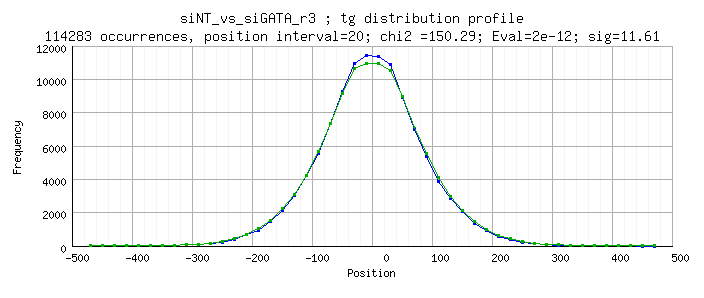 siNT_vs_siGATA_r3 ; tg distribution profile
114283 occurrences, position interval=20; chi2 =150.29; Eval=2e-12; sig=11.61
12000
10000
8000
6000
4000
2000
0
Frequency
-500 -400 -300 -200 -100 0 100 200 300 400 500
Position